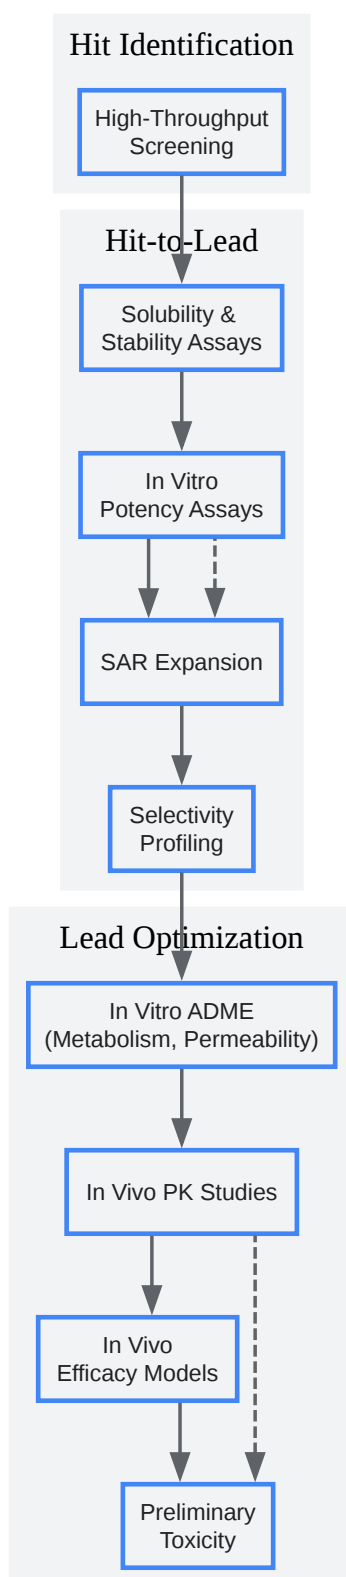 Hit Identification
High-Throughput
Screening
Hit-to-Lead
Solubility &
Stability Assays
In Vitro
Potency Assays
SAR Expansion
Selectivity
Profiling
Lead Optimization
In Vitro ADME
(Metabolism, Permeability)
In Vivo PK Studies
In Vivo
Efficacy Models
Preliminary
Toxicity